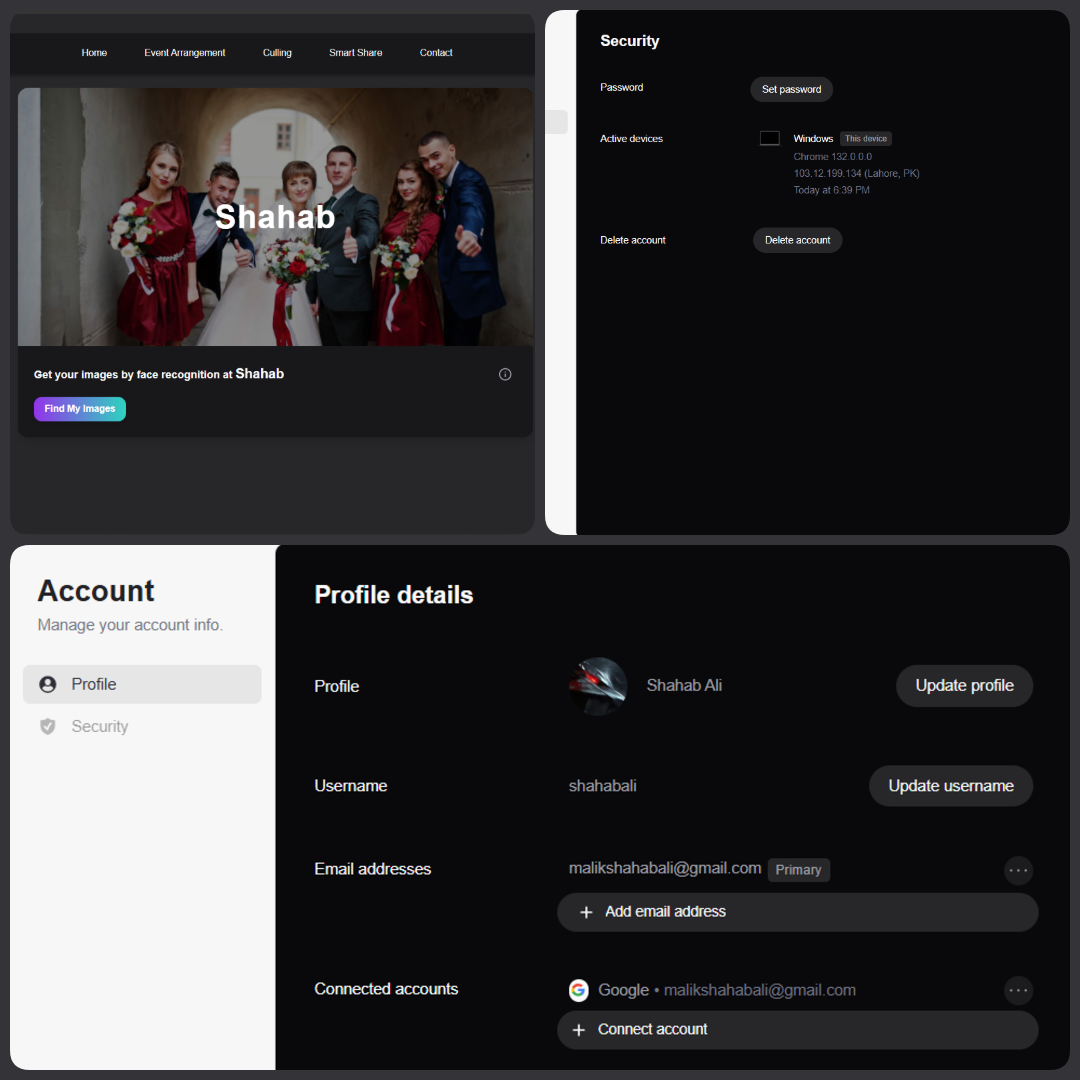 Home Event Arrangement Culling Smart Share Contact
Shahab
Get your images by face recognition at Shahab
Find My Images
Security
Password Set password
Active devices Windows This device
Chrome 132.0.0.0
103.12.199.134 (Lahore, PK)
Today at 6:39 PM
Delete account Delete account
Account
Manage your account info.
Profile
Security
Profile details
Profile Shahab Ali Update profile
Username shahabali Update username
Email addresses malikshahabali@gmail.com Primary
+ Add email address
Connected accounts Google • malikshahabali@gmail.com
+ Connect account